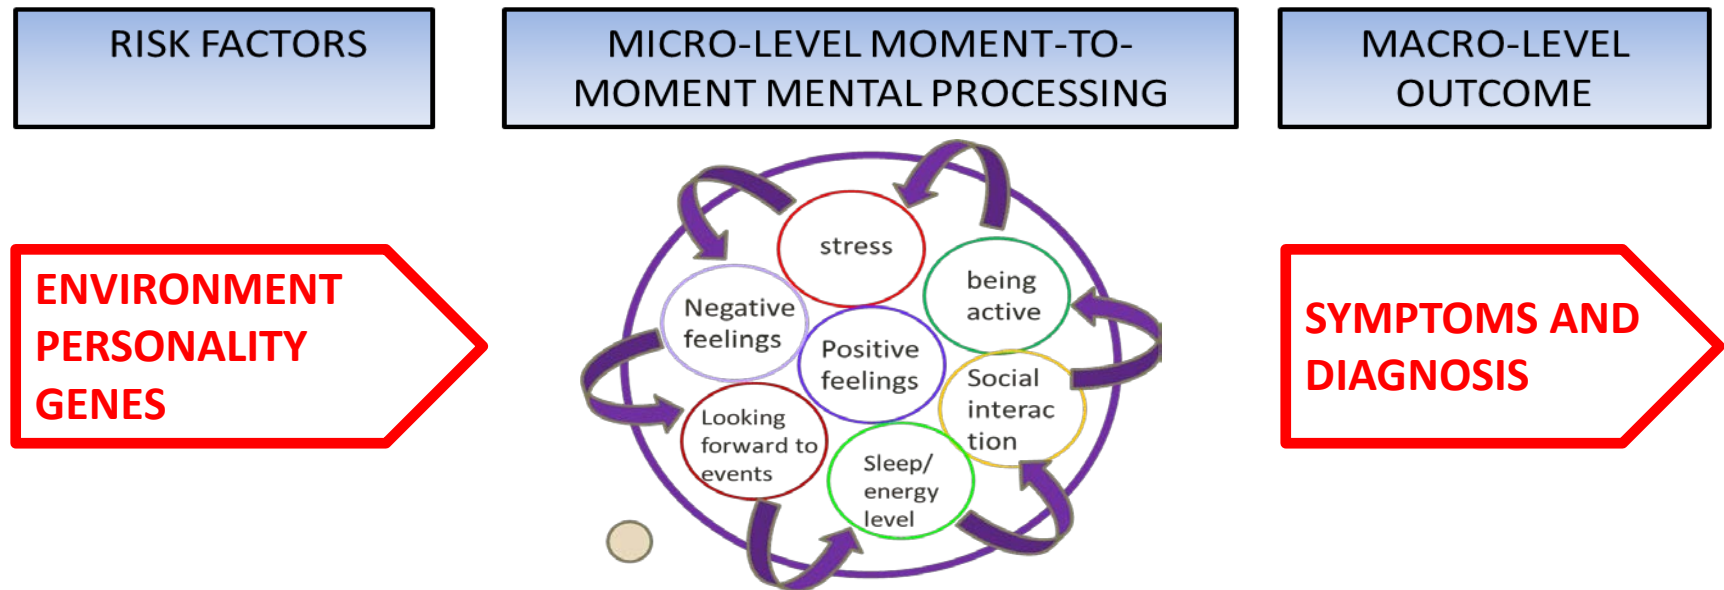 RISK FACTORS
MICRO-LEVEL MOMENT-TO-
MOMENT MENTAL PROCESSING
MACRO-LEVEL
OUTCOME
ENVIRONMENT
PERSONALITY
GENES
stress
being
active
Negative
feelings
Positive
feelings
Social
interac
tion
Looking
forward to
events
Sleep/
energy
level
SYMPTOMS AND
DIAGNOSIS